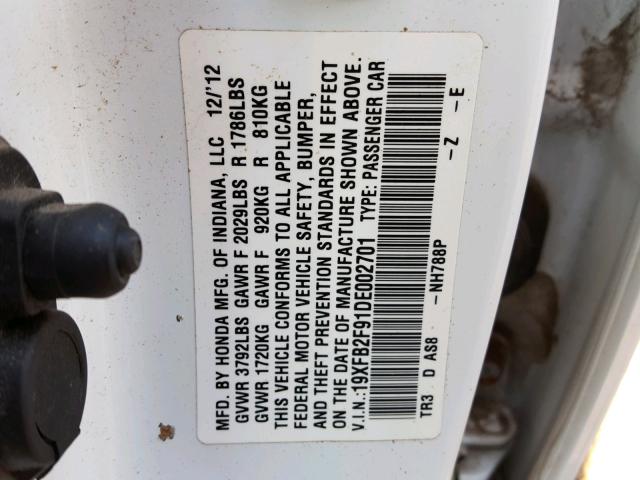 MFD. BY HONDA MFG. OF INDIANA, LLC 12/'12
GVWR 3792LBS GAWR F 2029LBS R 1786LBS
GVWR 1720KG GAWR F 920KG R 810KG
THIS VEHICLE CONFORMS TO ALL APPLICABLE
FEDERAL MOTOR VEHICLE SAFETY, BUMPER,
AND THEFT PREVENTION STANDARDS IN EFFECT
ON THE DATE OF MANUFACTURE SHOWN ABOVE.
V.I.N.:19XFB2F91DE002701 TYPE: PASSENGER CAR
TR3 D AS8 -NH788P -Z -E